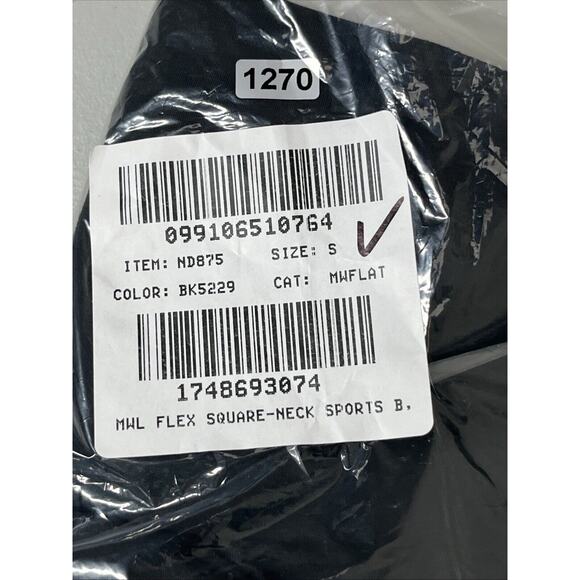 1270
099106510764
ITEM: ND875 SIZE: S
COLOR: BK5229 CAT: MWFLAT
1748693074
MWL FLEX SQUARE-NECK SPORTS B,